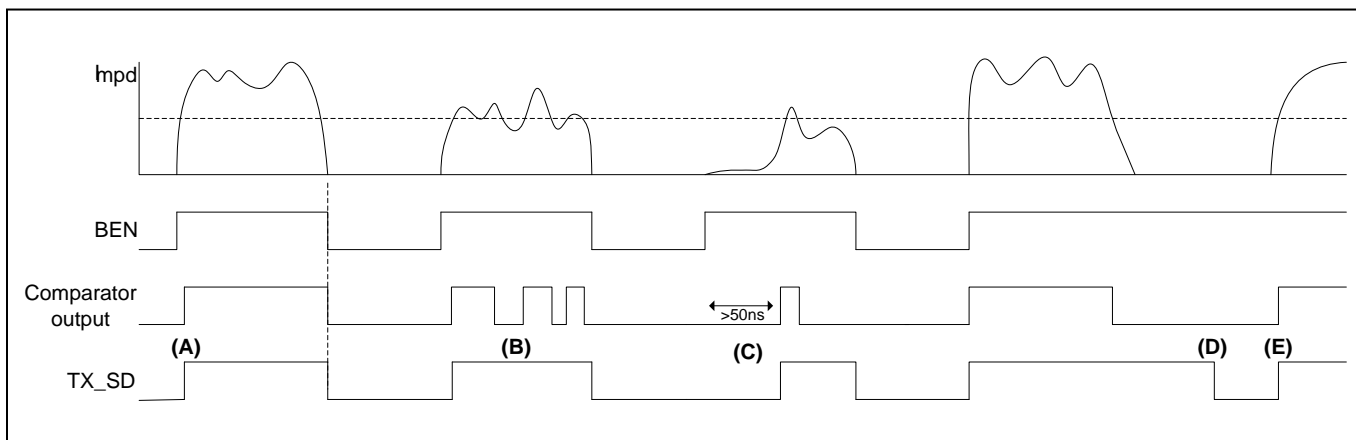 Impd
BEN
Comparator
output
>50ns
(A)
(B)
(C)
(D)
(E)
TX_SD